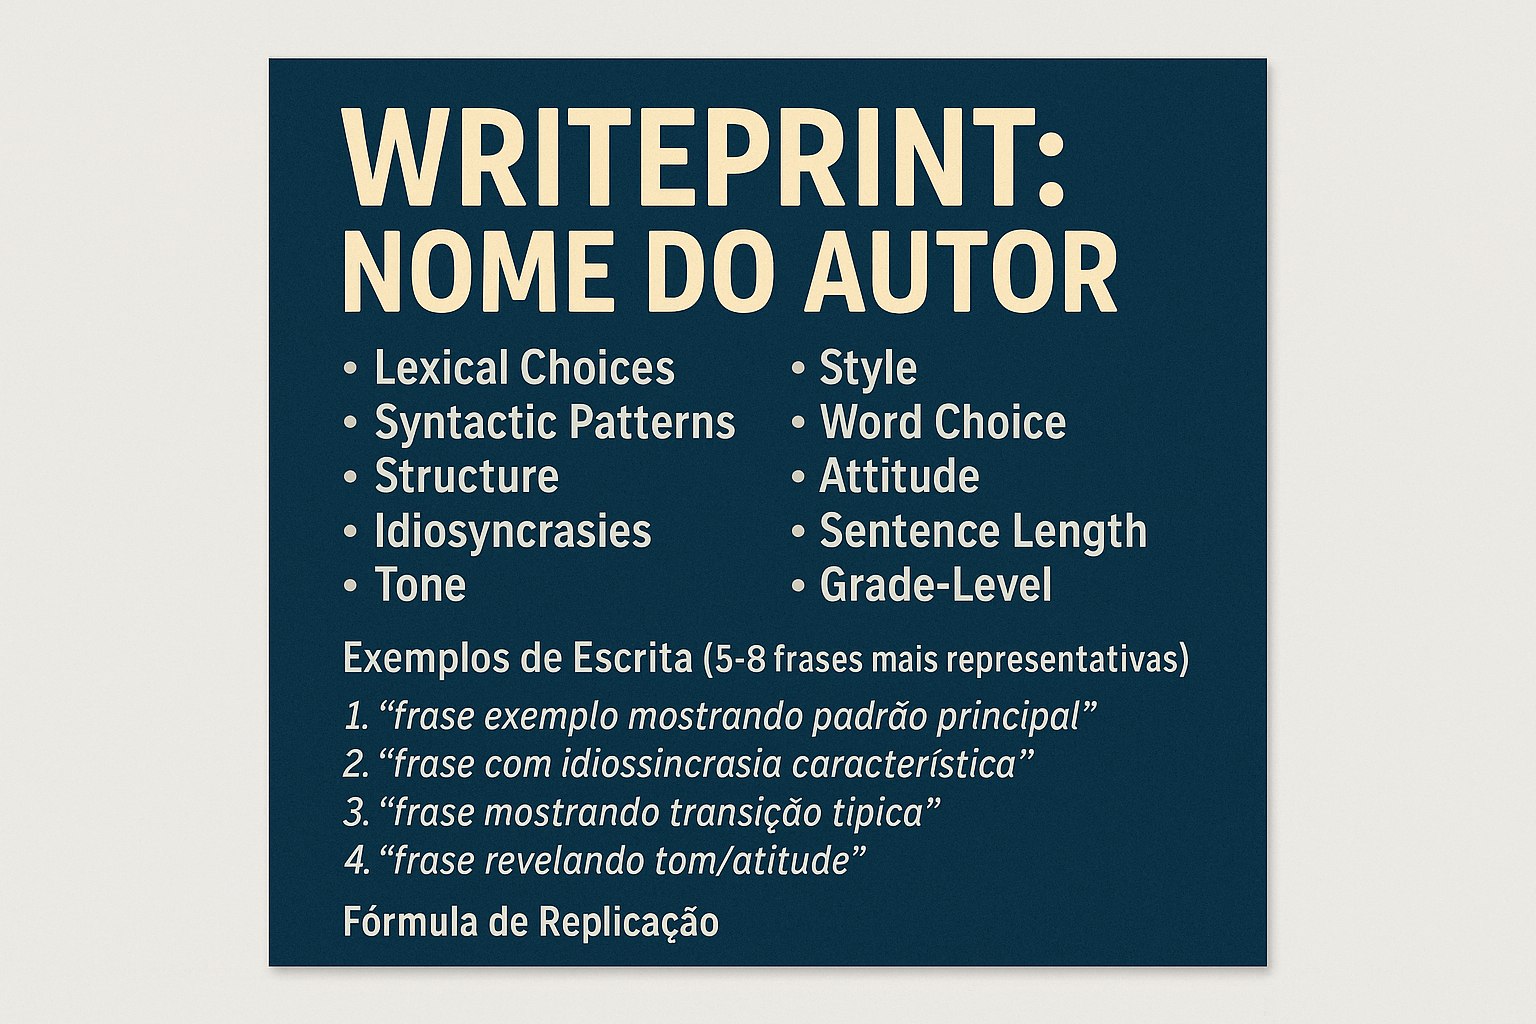 WRITEPRINT:
NOME DO AUTOR
• Lexical Choices
• Syntactic Patterns
• Structure
• Idiosyncrasies
• Tone
• Style
• Word Choice
• Attitude
• Sentence Length
• Grade-Level
Exemplos de Escrita (5-8 frases mais representativas)
1. “frase exemplo mostrando padrão principal”
2. “frase com idiossincrasia característica”
3. “frase mostrando transição tipica”
4. “frase revelando tom/atitude”
Fórmula de Replicação